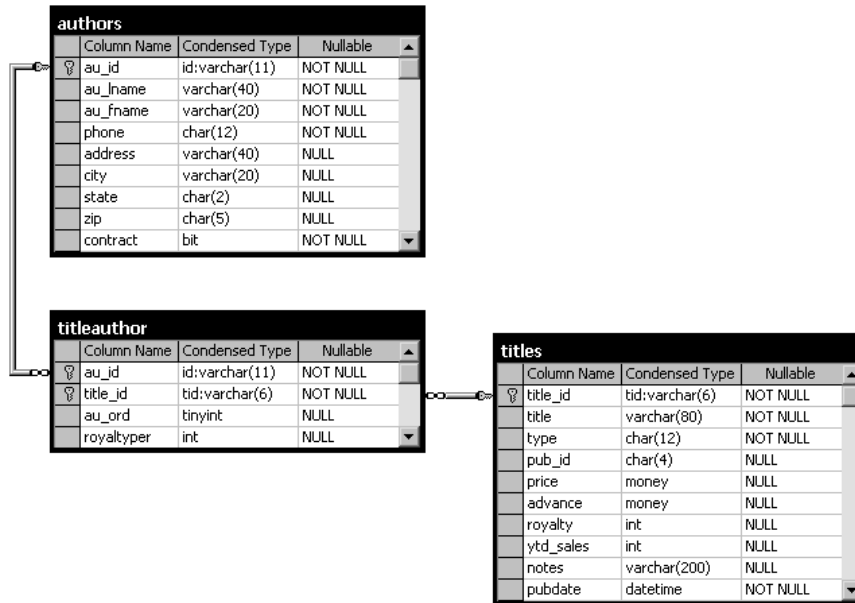 authors
Column Name Condensed Type Nullable
au_id id:varchar(11) NOT NULL
au_lname varchar(40) NOT NULL
au_fname varchar(20) NOT NULL
phone char(12) NOT NULL
address varchar(40) NULL
city varchar(20) NULL
state char(2) NULL
zip char(5) NULL
contract bit NOT NULL
titleauthor
Column Name Condensed Type Nullable
au_id id:varchar(11) NOT NULL
title_id tid:varchar(6) NOT NULL
au_ord tinyint NULL
royaltyper int NULL
titles
Column Name Condensed Type Nullable
title_id tid:varchar(6) NOT NULL
title varchar(80) NOT NULL
type char(12) NOT NULL
pub_id char(4) NULL
price money NULL
advance money NULL
royalty int NULL
ytd_sales int NULL
notes varchar(200) NULL
pubdate datetime NOT NULL